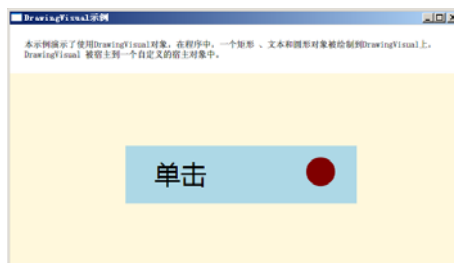 DrawingVisual示例
本示例演示了使用DrawingVisual对象，在程序中，一个矩形 、文本和圆形对象被绘制到DrawingVisual上，
DrawingVisual 被宿主到一个自定义的宿主对象中。
单击